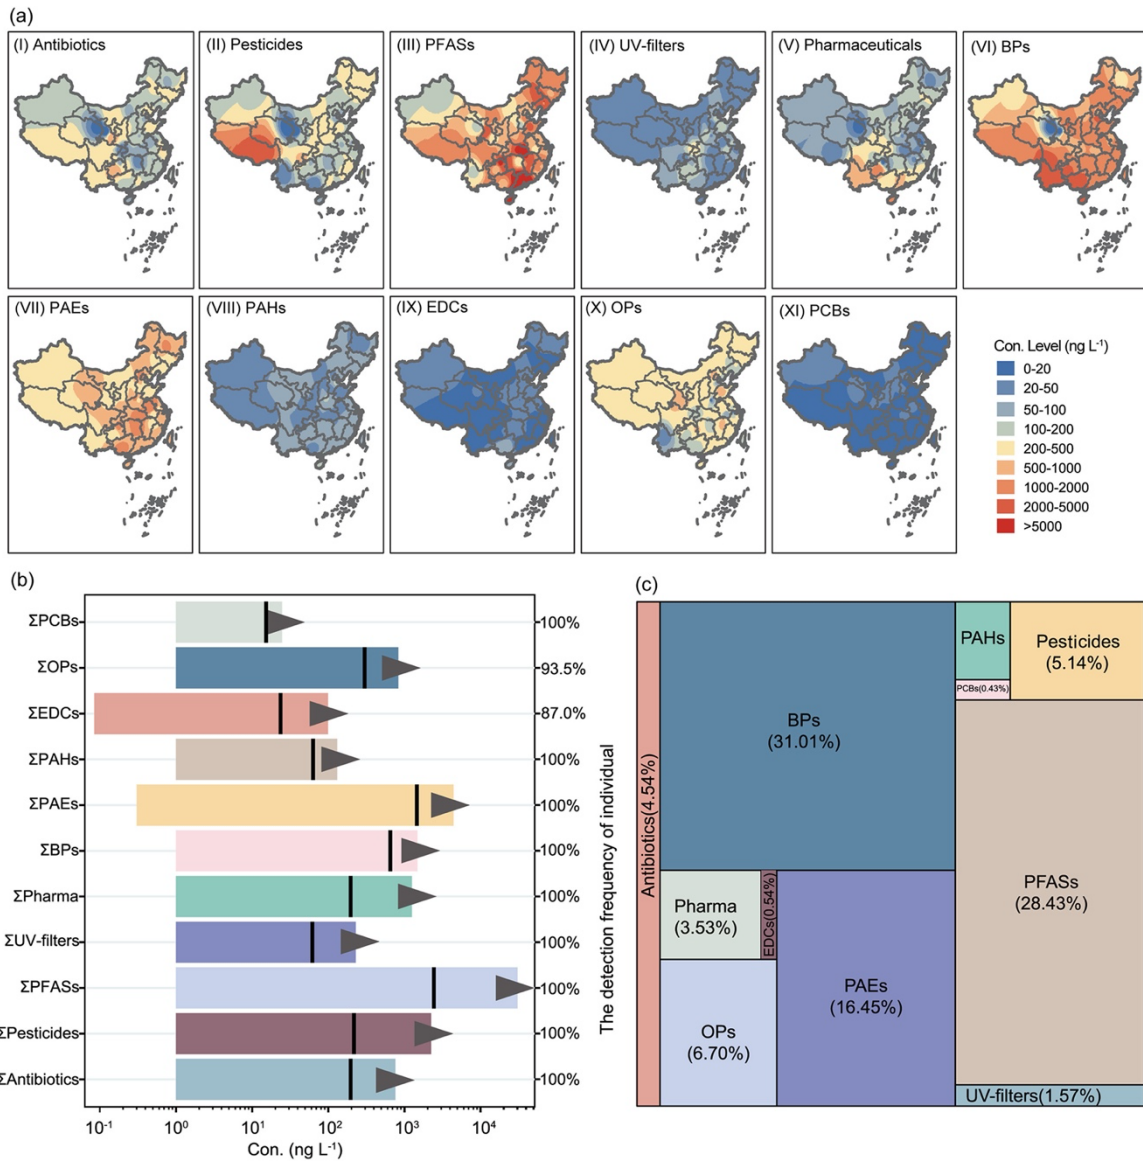 (a)
(I) Antibiotics
(II) Pesticides
(III) PFASs
(IV) UV-filters
(V) Pharmaceuticals
(VI) BPs
(VII) PAEs
(VIII) PAHs
(IX) EDCs
(X) OPs
(XI) PCBs
Con. Level (ng L⁻¹)
0-20
20-50
50-100
100-200
200-500
500-1000
1000-2000
2000-5000
>5000
(b)
ΣPCBs
100%
ΣOPs
93.5%
ΣEDCs
87.0%
ΣPAHs
100%
ΣPAEs
100%
ΣBPs
100%
ΣPharma
100%
ΣUV-filters
100%
ΣPFASs
100%
ΣPesticides
100%
ΣAntibiotics
100%
10⁻¹ 10⁰ 10¹ 10² 10³ 10⁴
Con. (ng L⁻¹)
The detection frequency of individual
(c)
Antibiotics(4.54%)
BPs
(31.01%)
PAHs
Pesticides
(5.14%)
PCBs(0.43%)
Pharma
(3.53%)
EDCs(0.54%)
PAEs
(16.45%)
OPs
(6.70%)
PFASs
(28.43%)
UV-filters(1.57%)